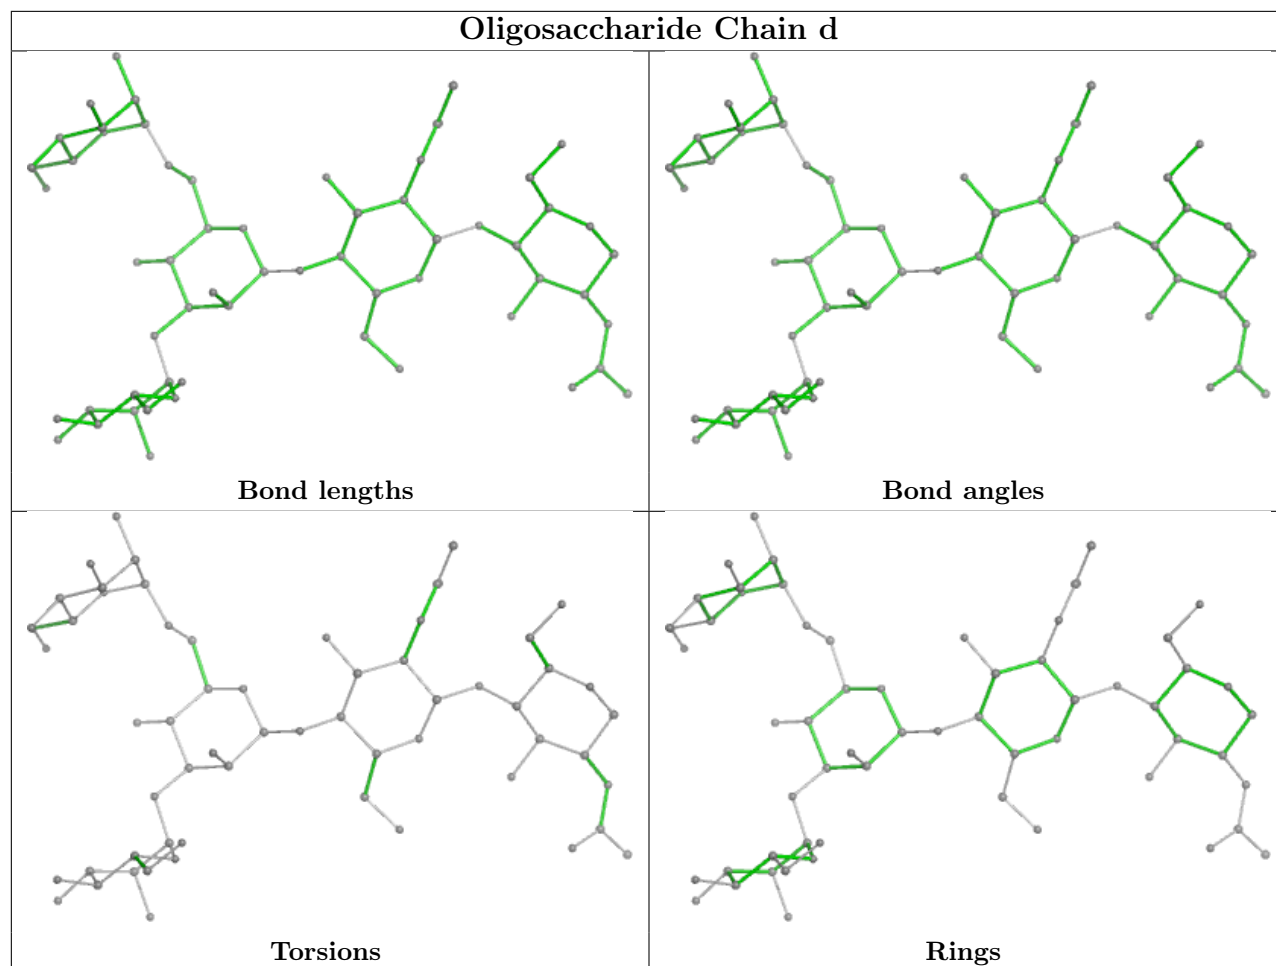 Oligosaccharide Chain d
Bond lengths
Bond angles
Torsions
Rings